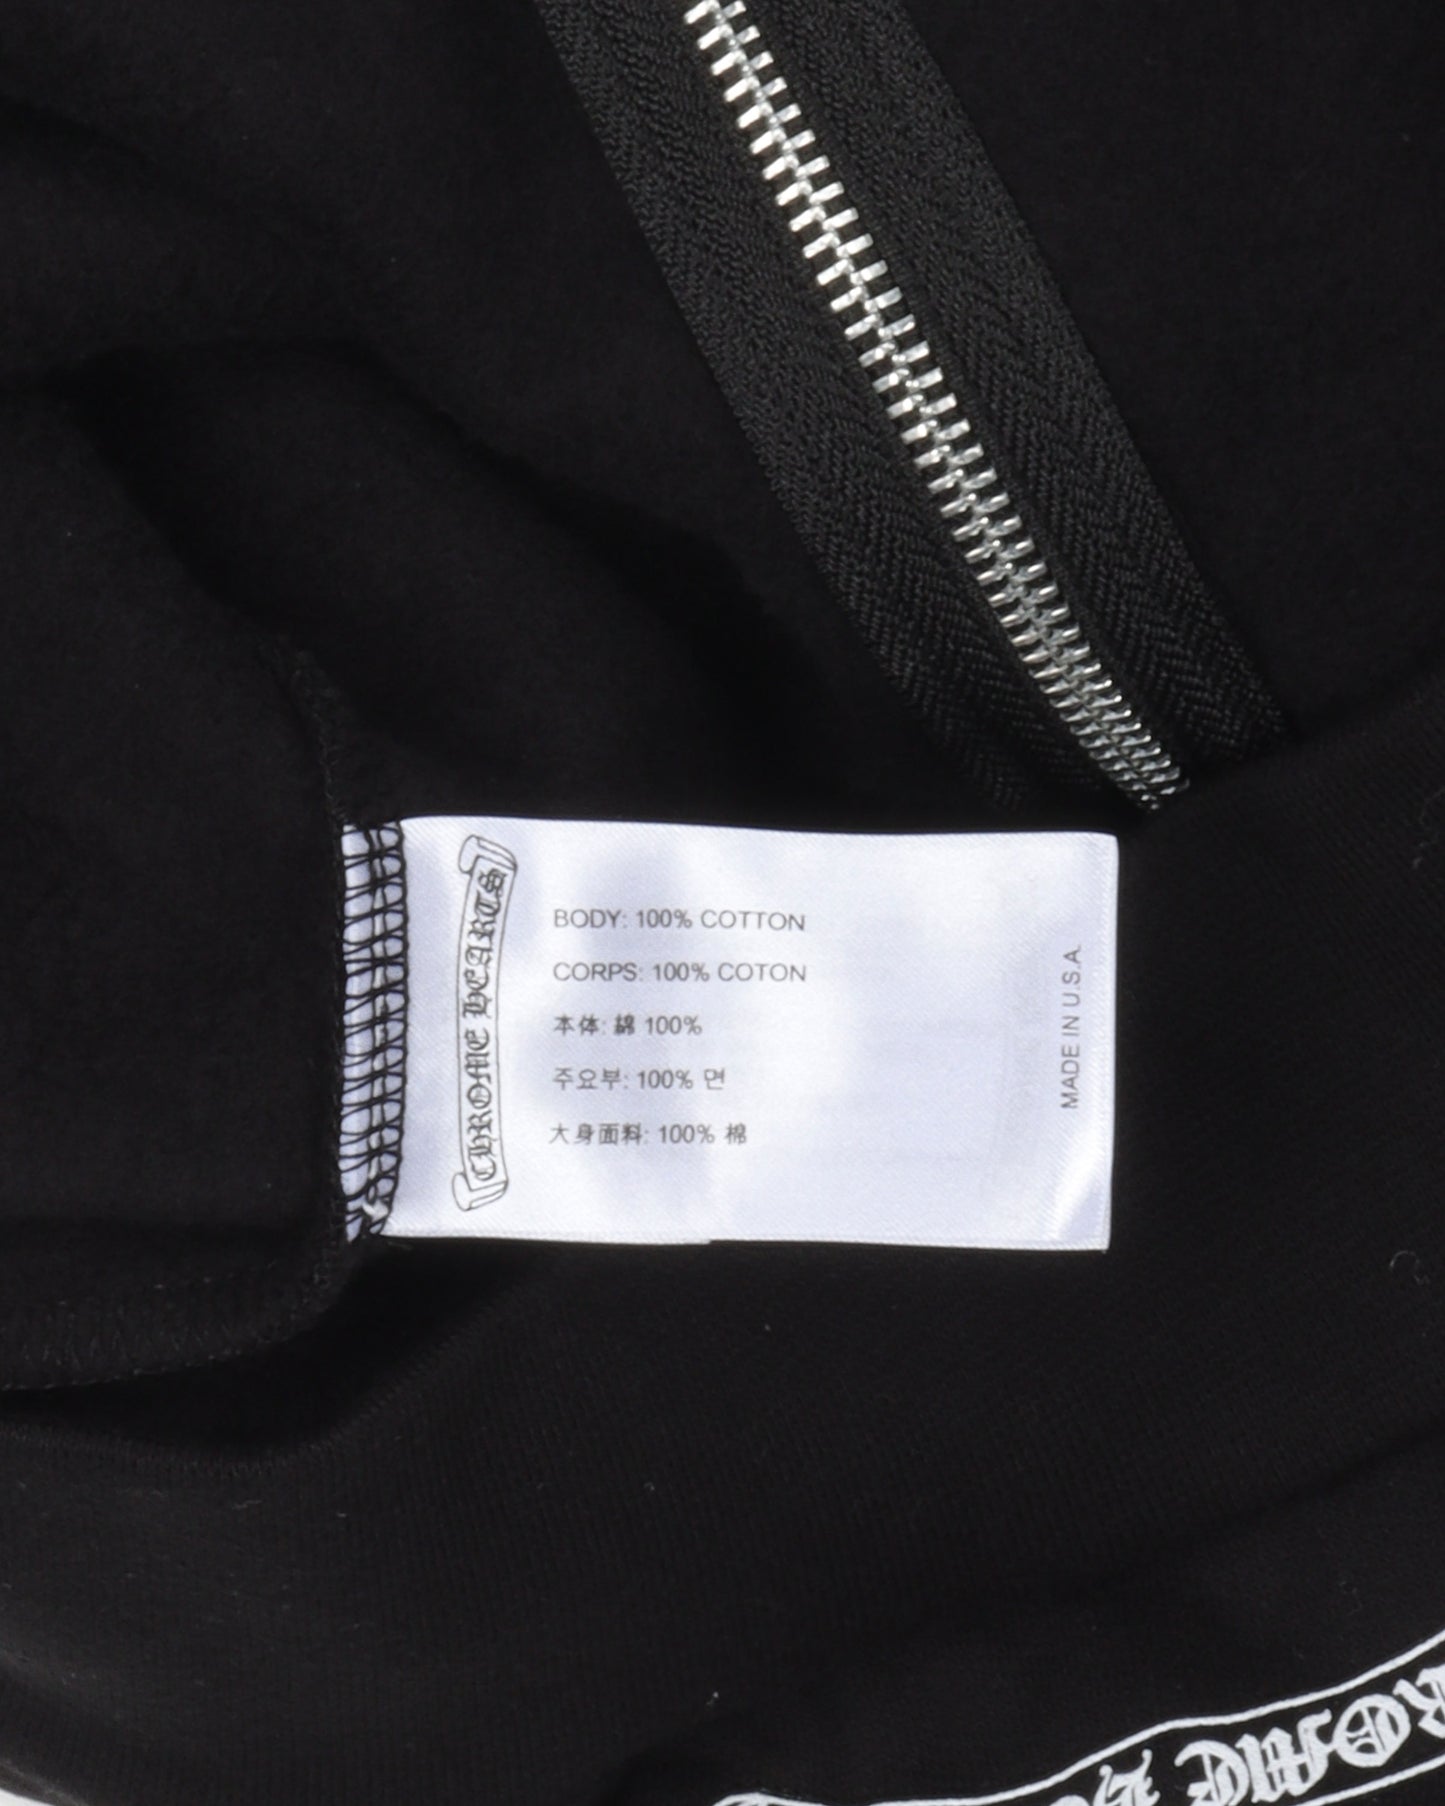 CHROME HEARTS
BODY: 100% COTTON
CORPS: 100% COTON
本体: 綿 100%
주요부: 100% 면
大身面料: 100% 棉
MADE IN U.S.A.
ROME